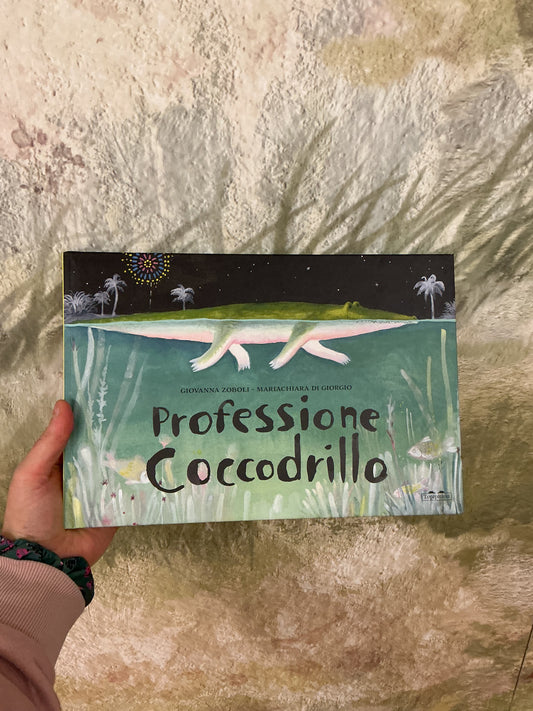 GIOVANNA ZOBOLI - MARIACHIARA DI GIORGIO
Professione
Coccodrillo